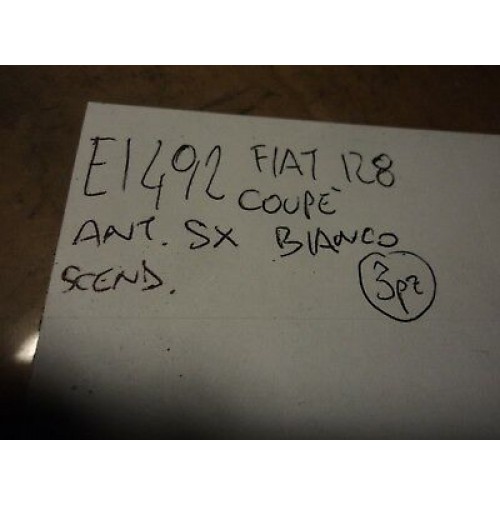 E1492 FIAT 128
COUPÈ
ANT. SX BIANCO
SCEND. 3pz